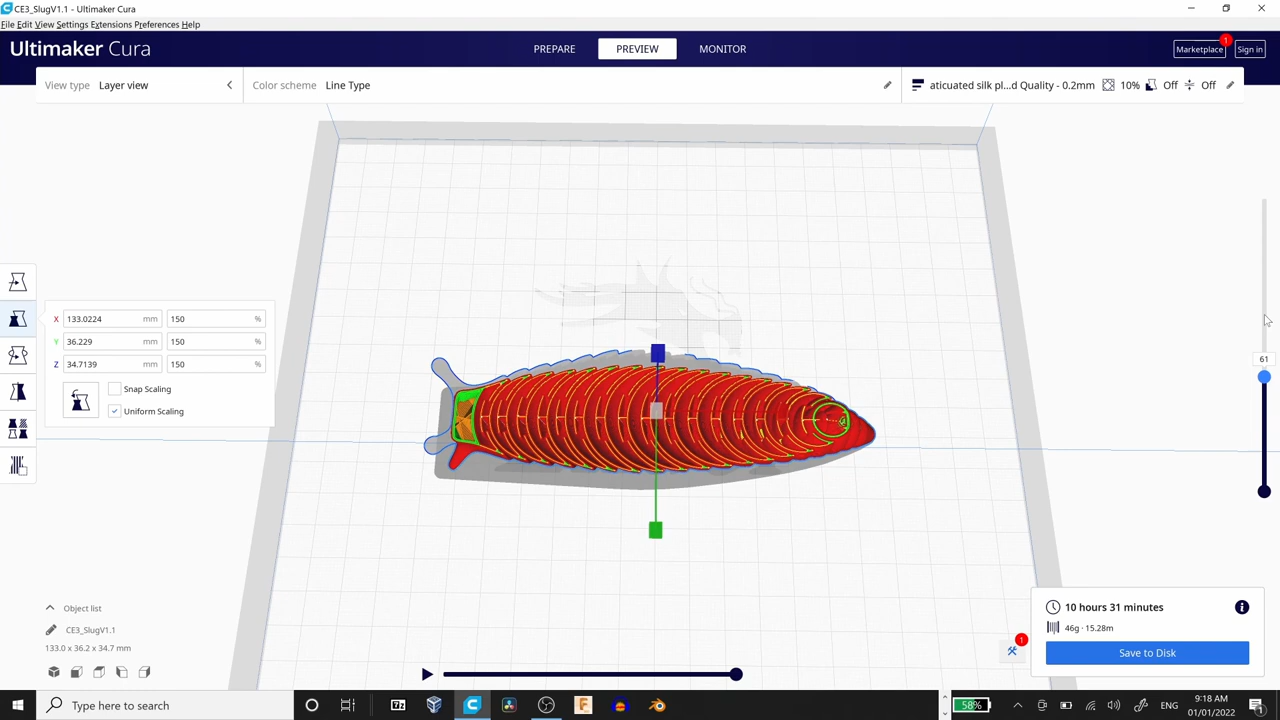 CE3_SlugV1.1 - Ultimaker Cura
File Edit View Settings Extensions Preferences Help
Ultimaker Cura
PREPARE
PREVIEW
MONITOR
Marketplace
1
Sign in
View type Layer view
Color scheme Line Type
aticuated silk pl...d Quality - 0.2mm
10%
Off
Off
X 133.0224 mm 150 %
Y 36.229 mm 150 %
Z 34.7139 mm 150 %
Snap Scaling
Uniform Scaling
61
Object list
CE3_SlugV1.1
133.0 x 36.2 x 34.7 mm
10 hours 31 minutes
46g · 15.28m
1
Save to Disk
Type here to search
58%
ENG
9:18 AM
01/01/2022
1